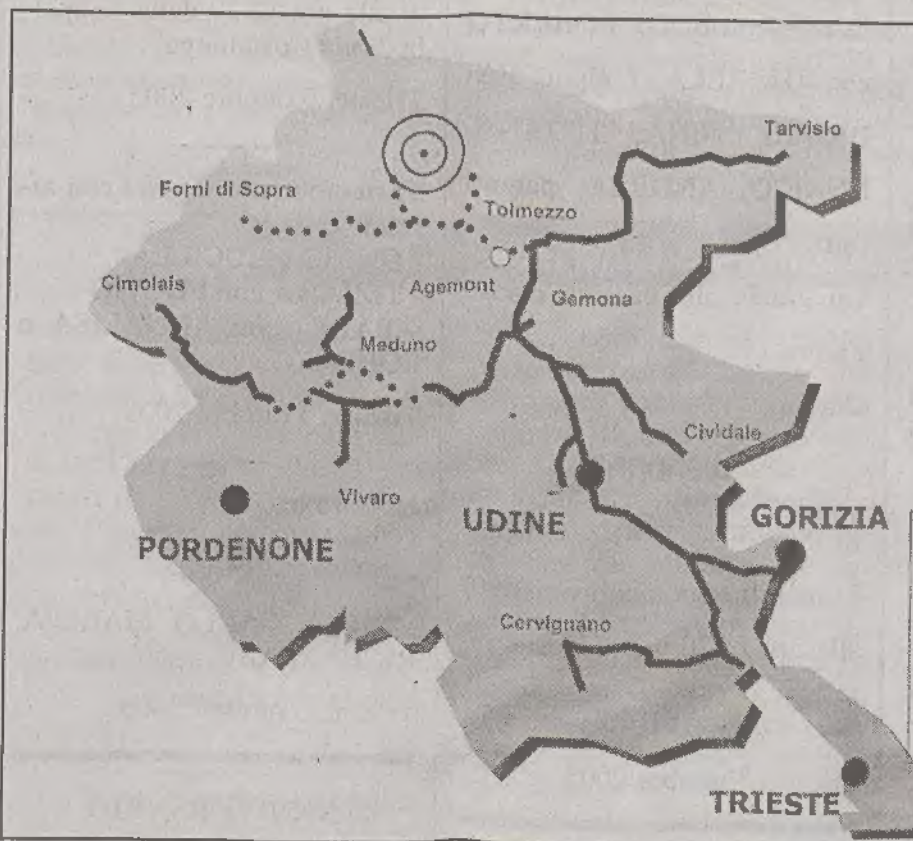 Tarvisio
Forni di Sopra
Tolmezzo
Cimolais
Agemont
Gemona
Meduno
Cividale
Vivaro
UDINE
GORIZIA
PORDENONE
Cervignano
TRIESTE